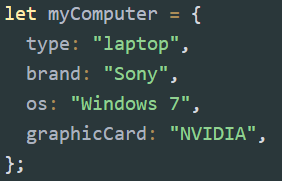 let myComputer = {
  type: "laptop",
  brand: "Sony",
  os: "Windows 7",
  graphicCard: "NVIDIA",
};